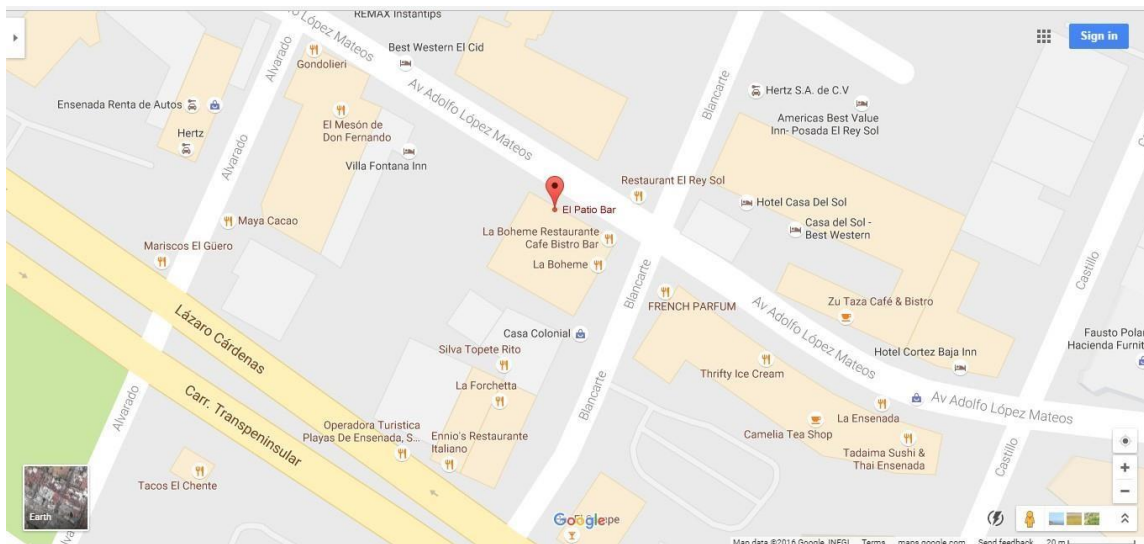 REMAX Instantips
López Mateos
Gondolieri
Best Western El Cid
Sign in
Alvarado
Av Adolfo López Mateos
Blancarte
Hertz S.A. de C.V
Ensenada Renta de Autos
Americas Best Value
Inn- Posada El Rey Sol
El Mesón de
Don Fernando
Hertz
Villa Fontana Inn
Alvarado
Restaurant El Rey Sol
Hotel Casa Del Sol
El Patio Bar
Maya Cacao
Casa del Sol -
Best Western
La Boheme Restaurante
Cafe Bistro Bar
Mariscos El Güero
La Boheme
Blancarte
Castillo
FRENCH PARFUM
Zu Taza Café & Bistro
Av Adolfo López Mateos
Lázaro Cárdenas
Casa Colonial
Fausto Pola
Hacienda Furnit
Silva Topete Rito
Hotel Cortez Baja Inn
Thrifty Ice Cream
La Forchetta
Blancarte
Av Adolfo López Mateos
Alvarado
Carr. Transpeninsular
La Ensenada
Operadora Turistica
Playas De Ensenada, S...
Ennio's Restaurante
Italiano
Camelia Tea Shop
Tadaima Sushi &
Thai Ensenada
Castillo
Tacos El Chente
Earth
Google
Map data ©2016 Google, INEGI Terms maps.google.com Send feedback 20 m